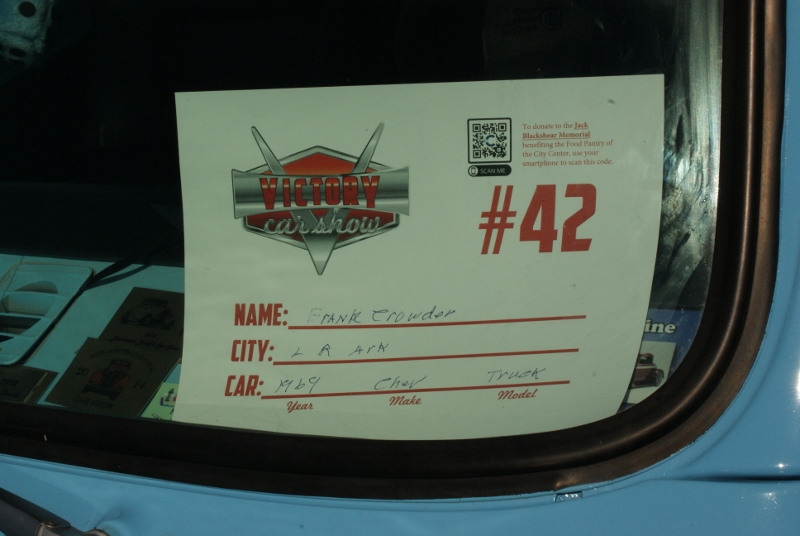 VICTORY
car show
SCAN ME
To donate to the Jack
Blackshear Memorial
benefiting the Food Pantry of
the City Center, use your
smartphone to scan this code.
#42
NAME: Frank Crowder
CITY: L R Ark
CAR: Chev Truck
Year Make Model
ine